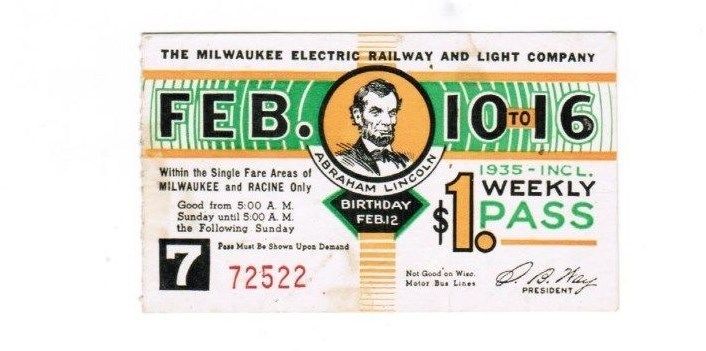 THE MILWAUKEE ELECTRIC RAILWAY AND LIGHT COMPANY
FEB. 10 TO 16
ABRAHAM LINCOLN
BIRTHDAY
FEB. 12
1935 - INCL.
$1. WEEKLY
PASS
Within the Single Fare Areas of
MILWAUKEE and RACINE Only
Good from 5:00 A. M.
Sunday until 5:00 A. M.
the Following Sunday
Pass Must Be Shown Upon Demand
7 72522
Not Good on Wisc.
Motor Bus Lines
S. B. Way
PRESIDENT